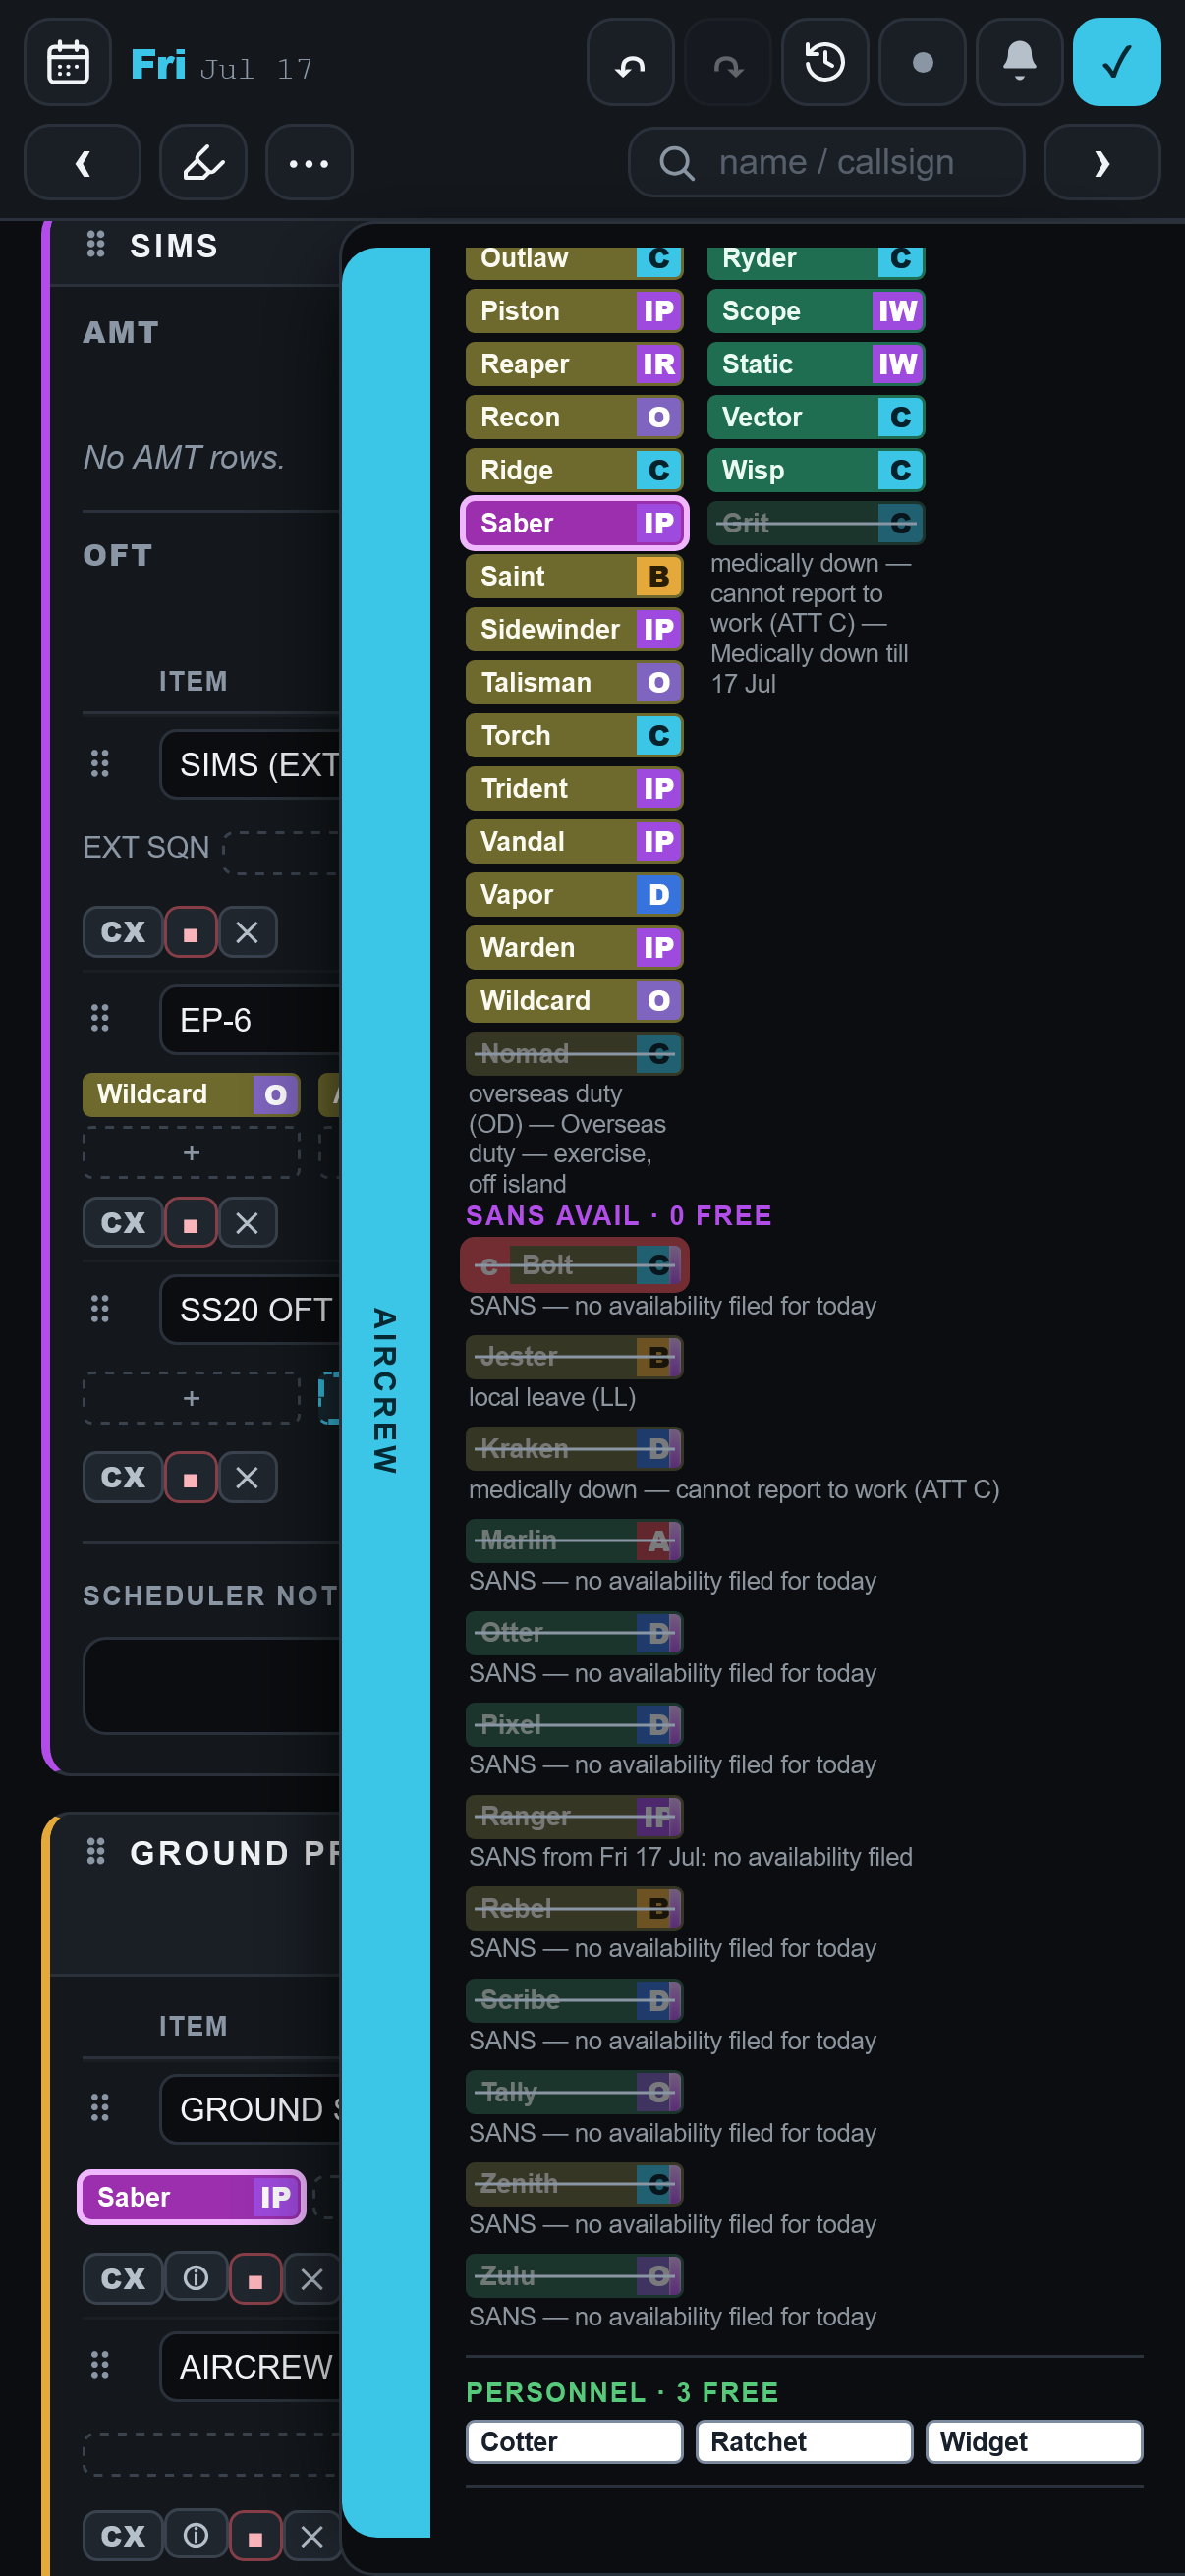 Fri Jul 17
name / callsign
SIMS
AMT
No AMT rows.
OFT
ITEM
SIMS (EXT
EXT SQN
CX
EP-6
Wildcard O
+
CX
SS20 OFT
+
CX
SCHEDULER NOT
GROUND PR
ITEM
GROUND S
Saber IP
CX
AIRCREW
CX
AIRCREW
Outlaw C
Piston IP
Reaper IR
Recon O
Ridge C
Saber IP
Saint B
Sidewinder IP
Talisman O
Torch C
Trident IP
Vandal IP
Vapor D
Warden IP
Wildcard O
Nomad C
overseas duty
(OD) — Overseas
duty — exercise,
off island
Ryder C
Scope IW
Static IW
Vector C
Wisp C
Grit C
medically down —
cannot report to
work (ATT C) —
Medically down till
17 Jul
SANS AVAIL · 0 FREE
c Bolt C
SANS — no availability filed for today
Jester B
local leave (LL)
Kraken D
medically down — cannot report to work (ATT C)
Marlin A
SANS — no availability filed for today
Otter D
SANS — no availability filed for today
Pixel D
SANS — no availability filed for today
Ranger IP
SANS from Fri 17 Jul: no availability filed
Rebel B
SANS — no availability filed for today
Scribe D
SANS — no availability filed for today
Tally O
SANS — no availability filed for today
Zenith C
SANS — no availability filed for today
Zulu O
SANS — no availability filed for today
PERSONNEL · 3 FREE
Cotter
Ratchet
Widget